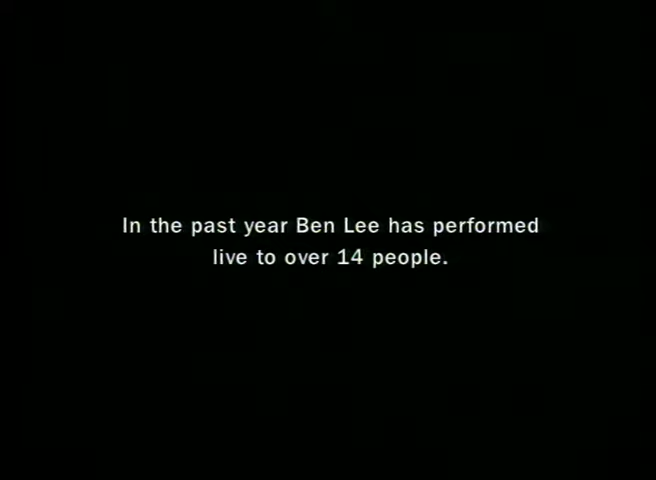 In the past year Ben Lee has performed
live to over 14 people.